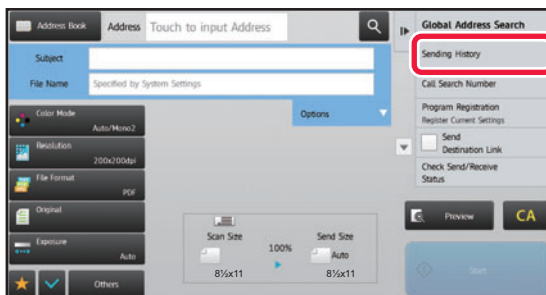 Address Book
Address
Touch to input Address
Subject
File Name
Specified by System Settings
Options
Color Mode
Auto/Mono2
Resolution
200x200dpi
File Format
PDF
Original
Exposure
Auto
Others
Scan Size
100%
Send Size
Auto
8½x11
8½x11
Global Address Search
Sending History
Call Search Number
Program Registration
Register Current Settings
Send
Destination Link
Check Send/Receive
Status
Preview
CA
Start